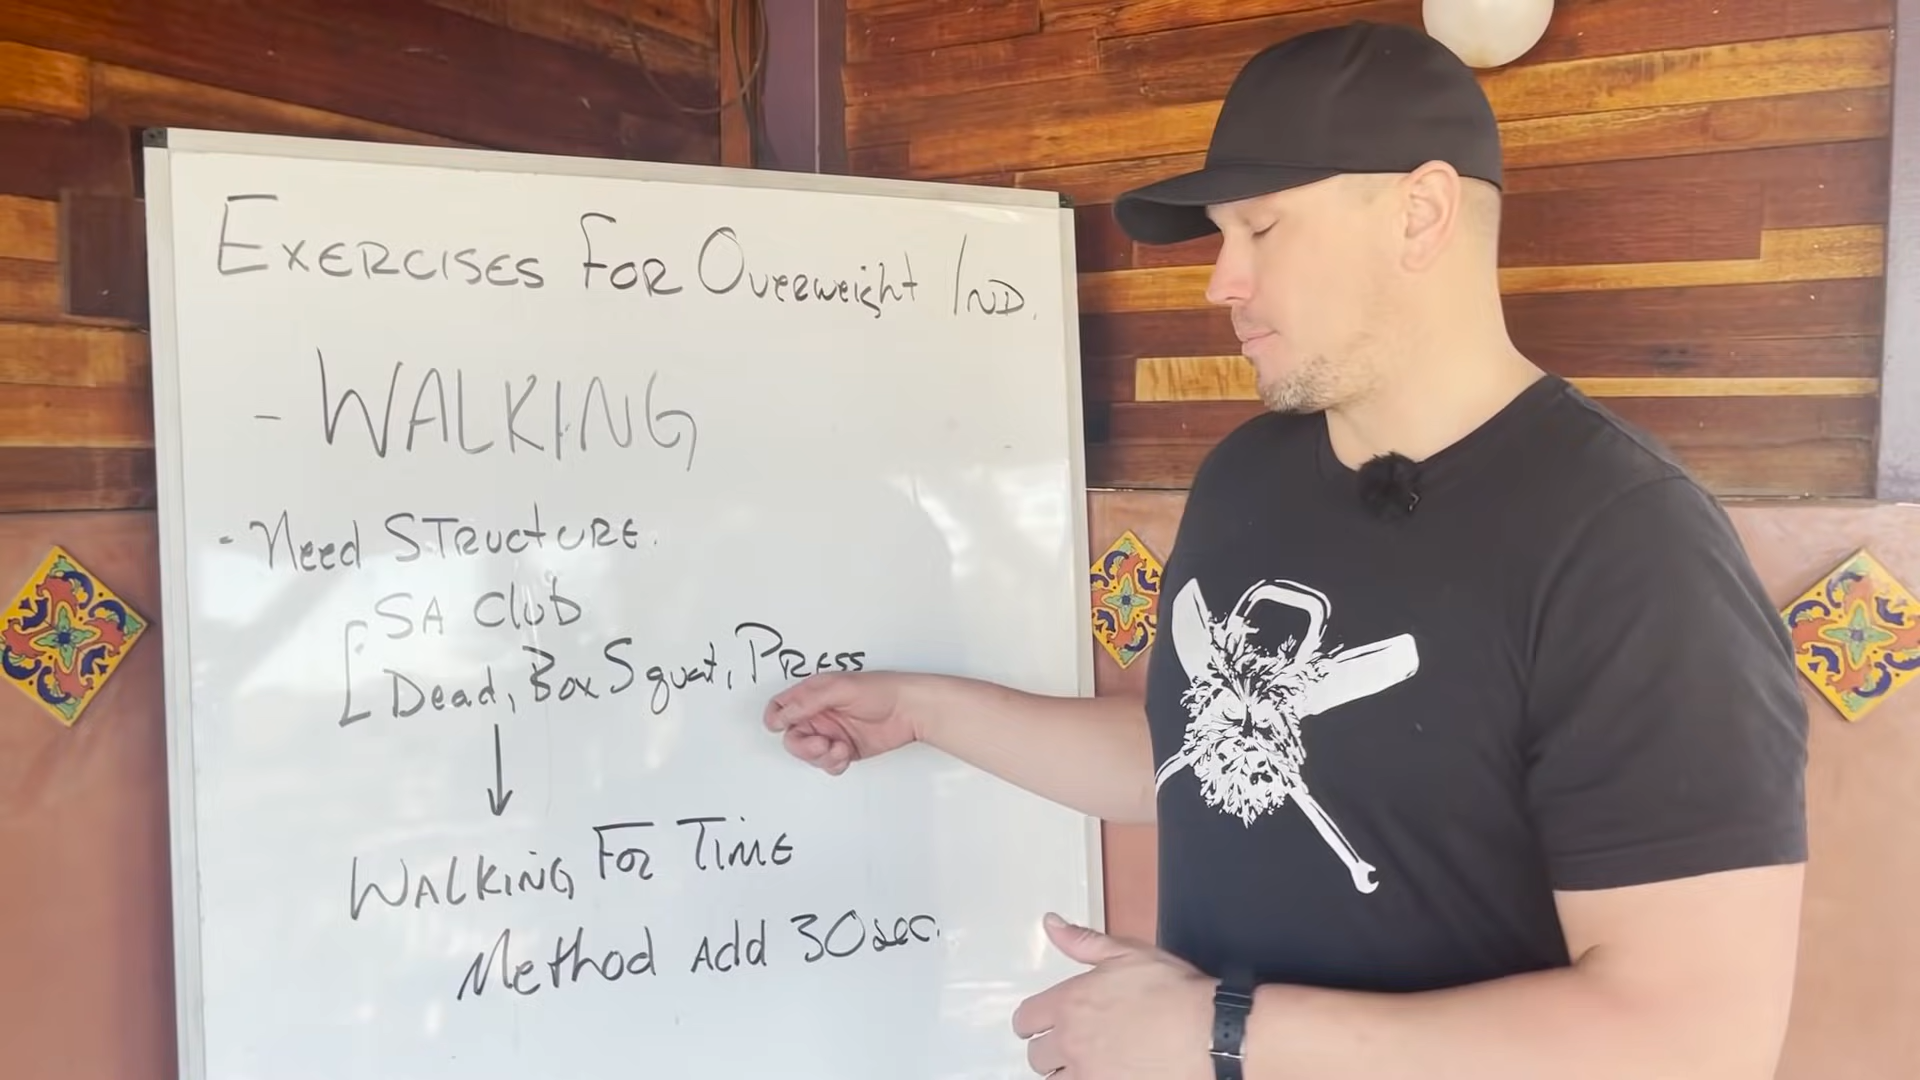 EXERCISES FOR Overweight IND.
- WALKING
- Need STRUCTURE.
SA Club
[ Dead, Box Squat, PRESS
↓
WALKING FOR TIME
Method Add 30sec.